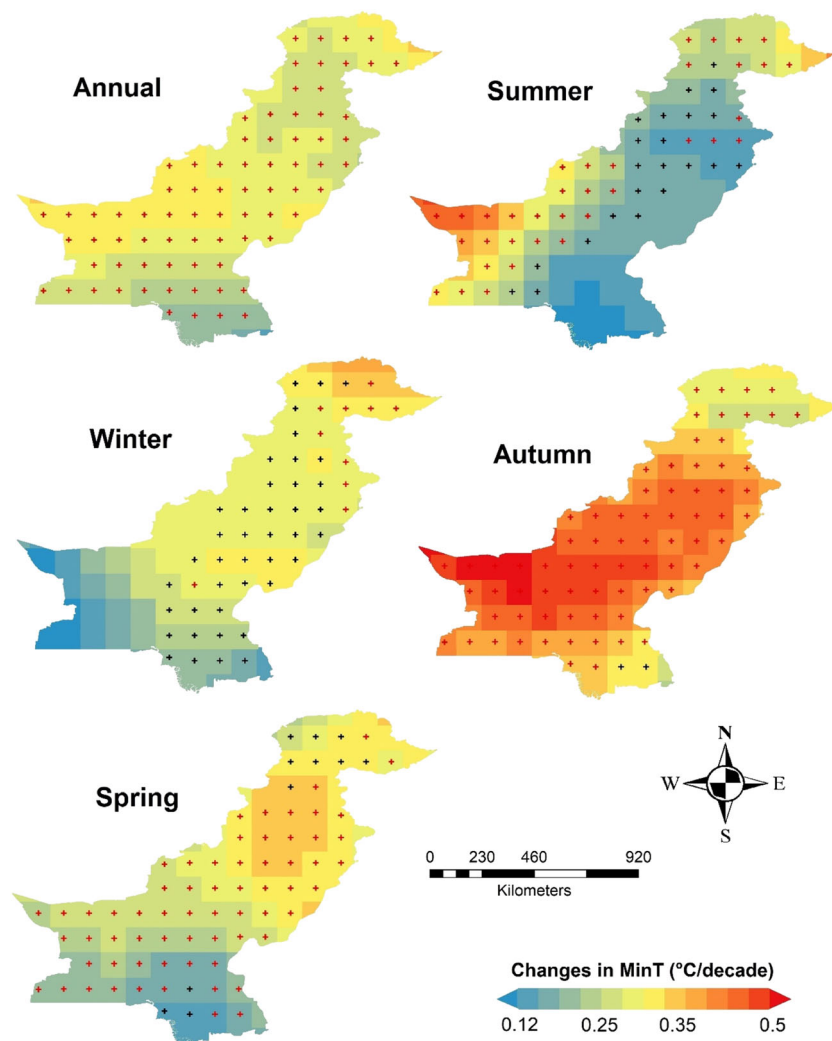 Annual
Summer
Winter
Autumn
Spring
N
W E
S
0 230 460 920
Kilometers
Changes in MinT (ºC/decade)
0.12 0.25 0.35 0.5